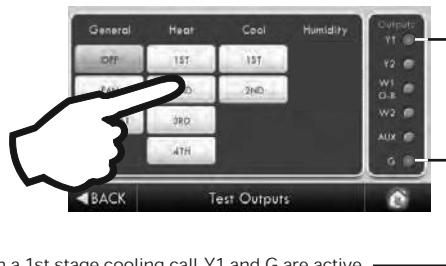 General Heat Cool Humidity
Outputs
Y1
OFF 1ST 1ST
Y2
2ND
W1
O-B
3RD
W2
4TH
AUX
G
BACK Test Outputs
n a 1st stage cooling call Y1 and G are active